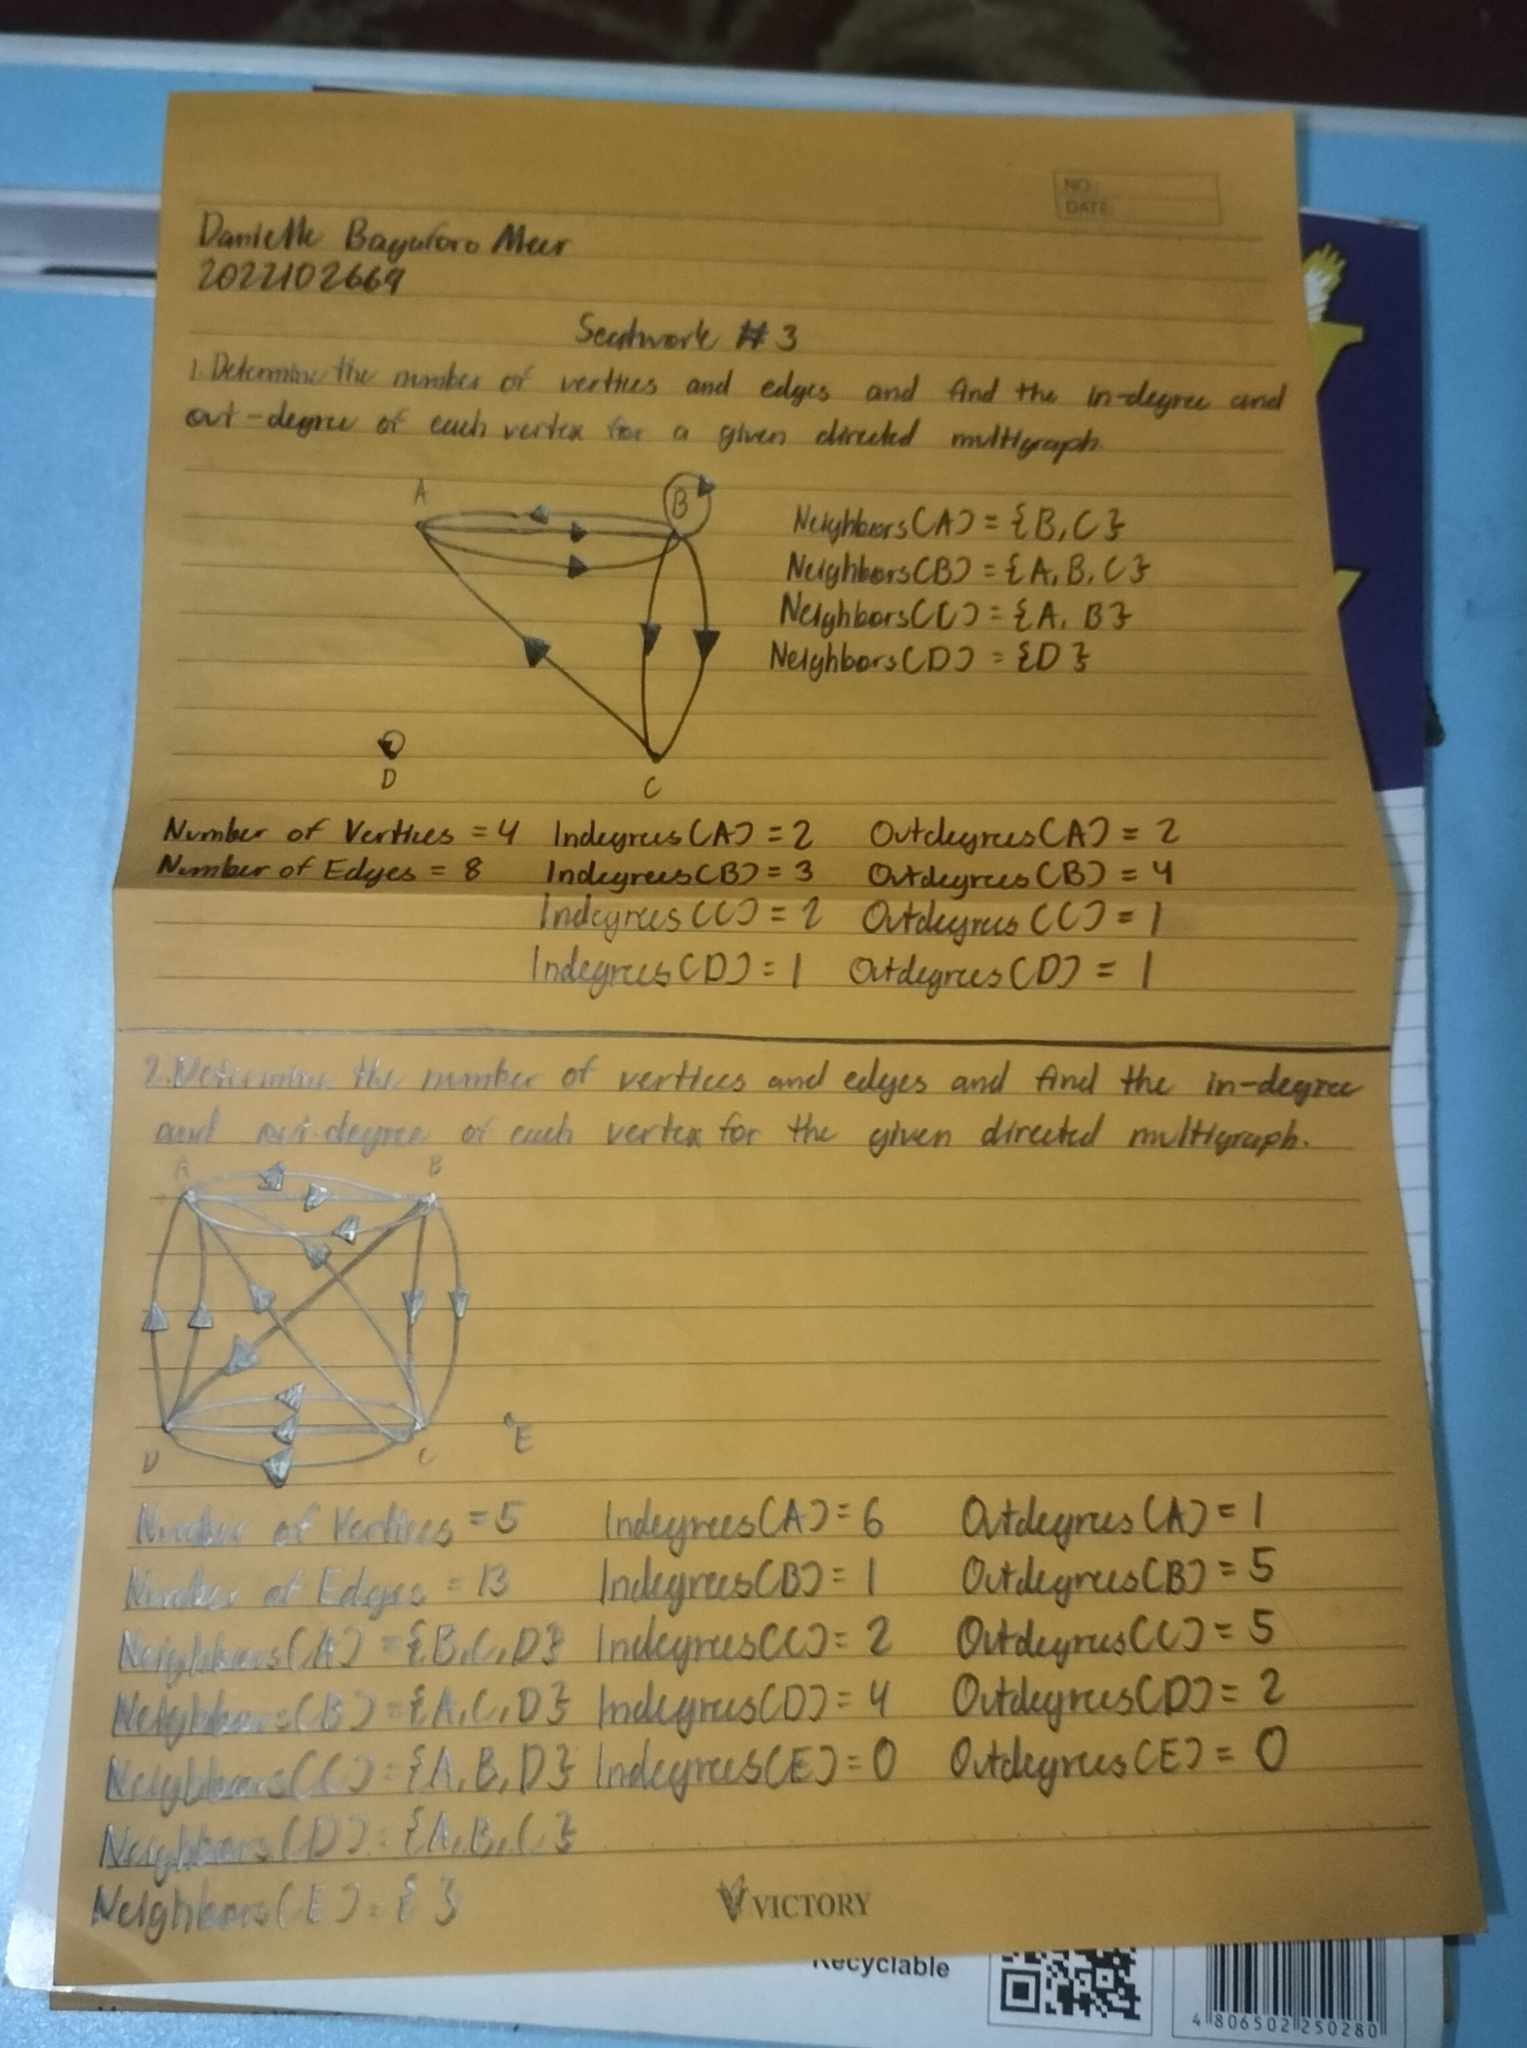 NO.:
DATE:
Danielle Bayuforo Meer
2022102669
Seatwork # 3
1. Determine the number of vertices and edges and find the in-degree and
out-degree of each vertex for a given directed multigraph.
A
B
Neighbors(A) = {B, C}
Neighbors(B) = {A, B, C}
Neighbors(C) = {A, B}
Neighbors(D) = {D}
D
C
Number of Vertices = 4 Indegrees(A) = 2 Outdegrees(A) = 2
Number of Edges = 8 Indegrees(B) = 3 Outdegrees(B) = 4
Indegrees(C) = 2 Outdegrees(C) = 1
Indegrees(D) = 1 Outdegrees(D) = 1
2. Determine the number of vertices and edges and find the in-degree
and out-degree of each vertex for the given directed multigraph.
A B
D C E
Number of Vertices = 5 Indegrees(A) = 6 Outdegrees(A) = 1
Number of Edges = 13 Indegrees(B) = 1 Outdegrees(B) = 5
Neighbors(A) = {B, C, D} Indegrees(C) = 2 Outdegrees(C) = 5
Neighbors(B) = {A, C, D} Indegrees(D) = 4 Outdegrees(D) = 2
Neighbors(C) = {A, B, D} Indegrees(E) = 0 Outdegrees(E) = 0
Neighbors(D) = {A, B, C}
Neighbors(E) = { }
VICTORY
Recyclable
4 806502 250280